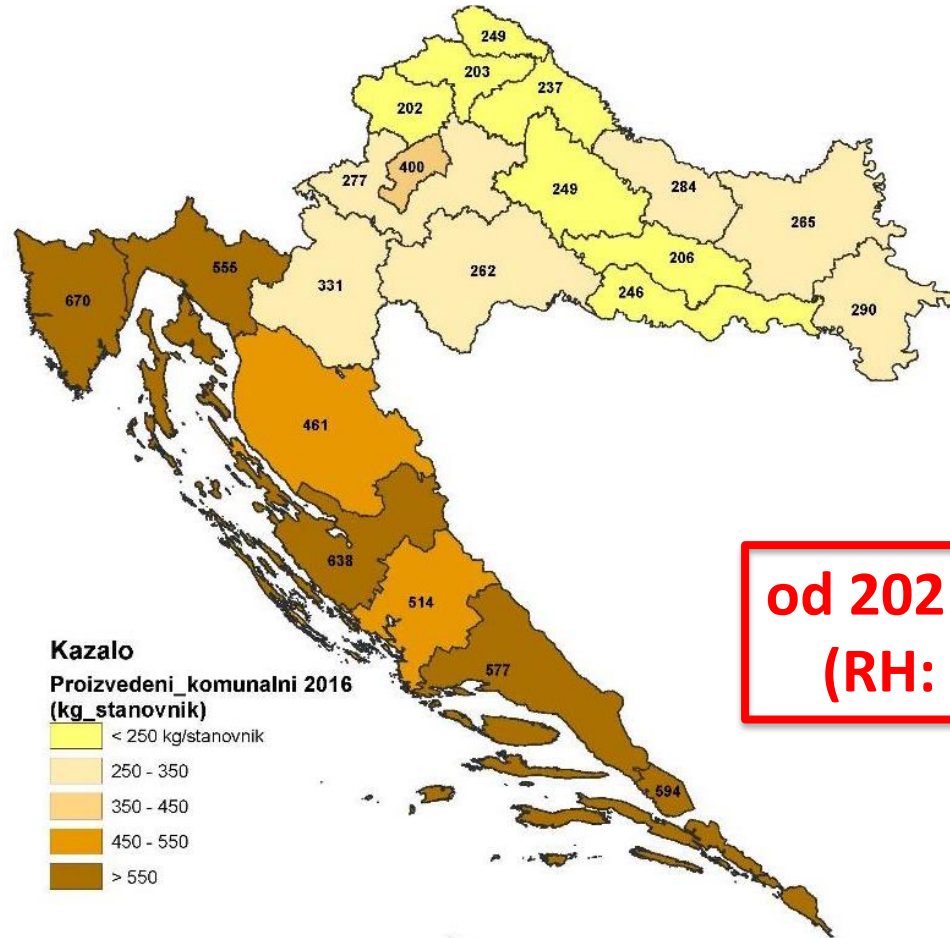 249
203
237
202
400
277
249
284
265
206
555
331
262
246
670
290
461
638
514
577
594
od 202
(RH:
Kazalo
Proizvedeni_komunalni 2016
(kg_stanovnik)
< 250 kg/stanovnik
250 - 350
350 - 450
450 - 550
> 550